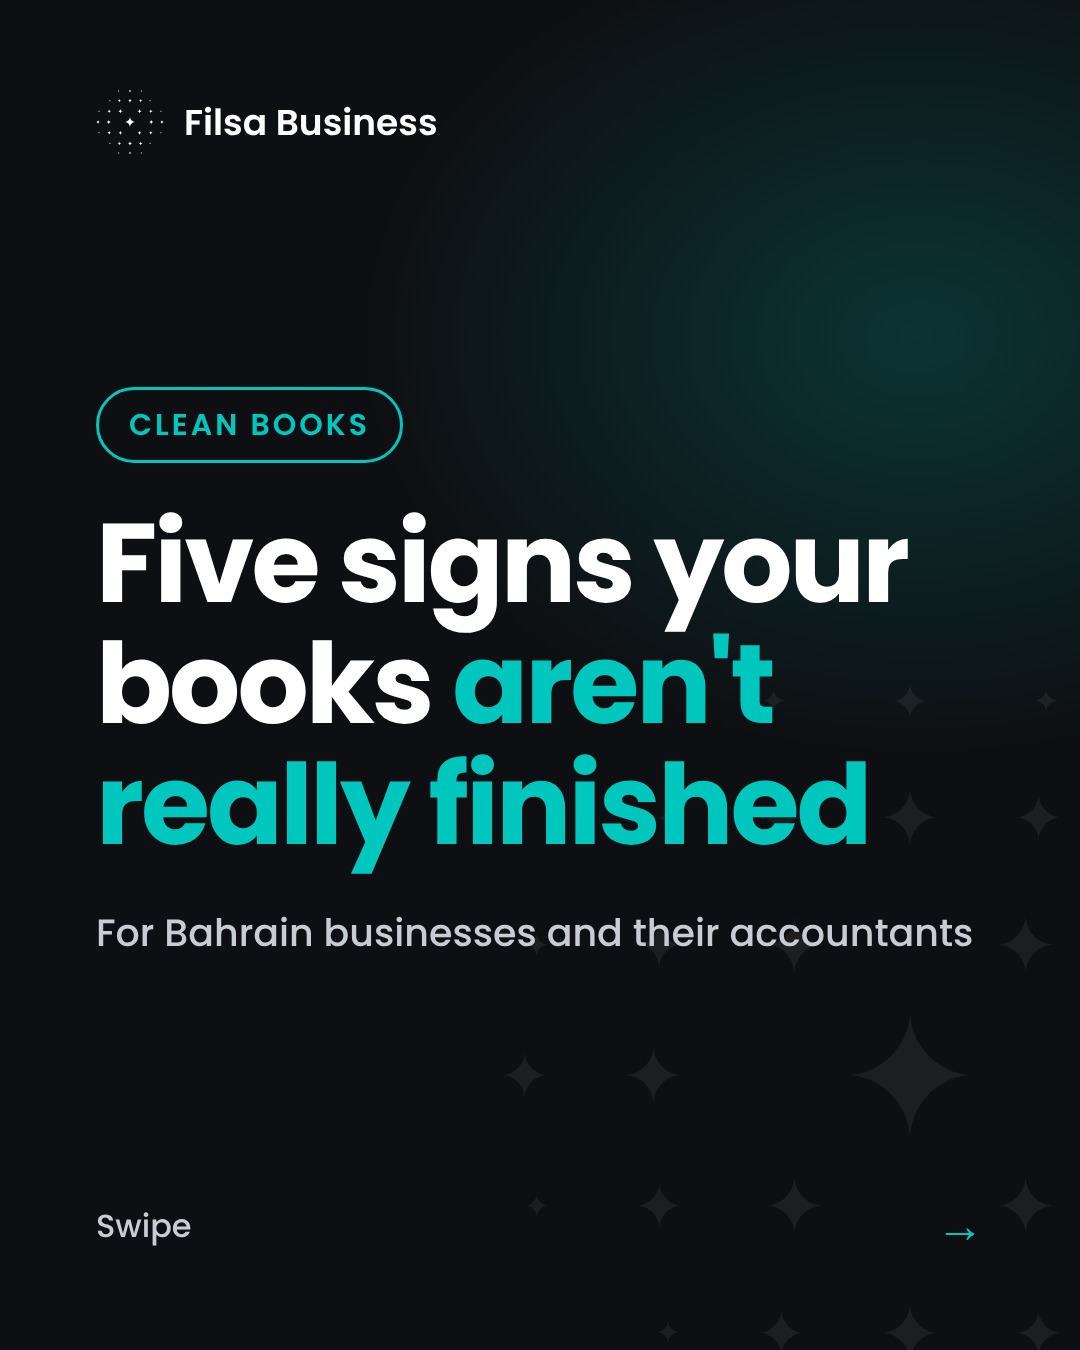 Filsa Business
CLEAN BOOKS
Five signs your
books aren't
really finished
For Bahrain businesses and their accountants
Swipe →